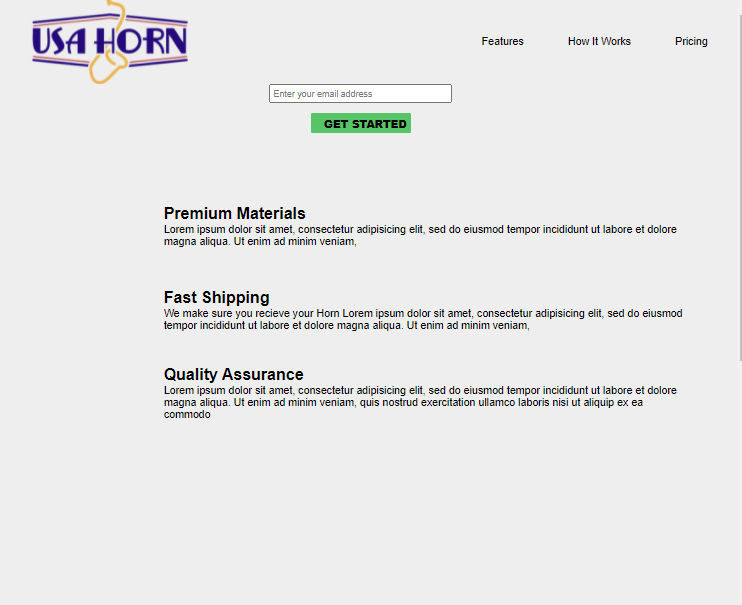 USA HORN
Features
How It Works
Pricing
Enter your email address
GET STARTED
Premium Materials
Lorem ipsum dolor sit amet, consectetur adipisicing elit, sed do eiusmod tempor incididunt ut labore et dolore
magna aliqua. Ut enim ad minim veniam,
Fast Shipping
We make sure you recieve your Horn Lorem ipsum dolor sit amet, consectetur adipisicing elit, sed do eiusmod
tempor incididunt ut labore et dolore magna aliqua. Ut enim ad minim veniam,
Quality Assurance
Lorem ipsum dolor sit amet, consectetur adipisicing elit, sed do eiusmod tempor incididunt ut labore et dolore
magna aliqua. Ut enim ad minim veniam, quis nostrud exercitation ullamco laboris nisi ut aliquip ex ea
commodo